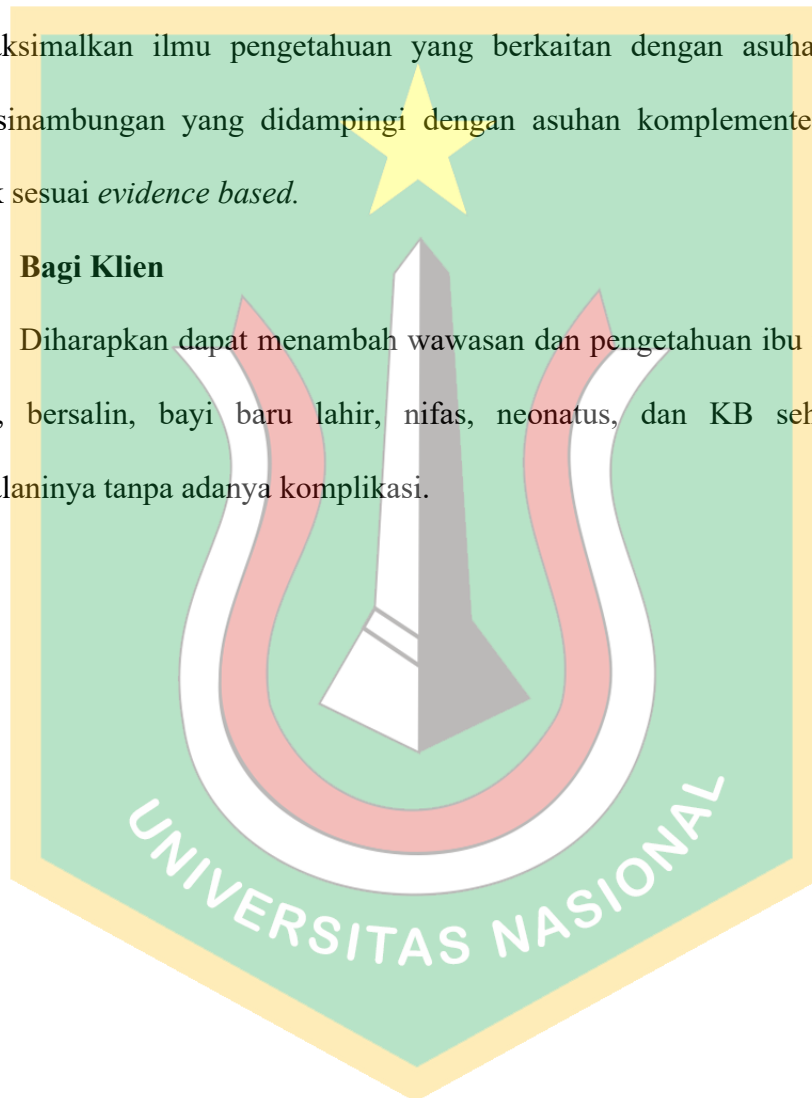 ksimalkan ilmu pengetahuan yang berkaitan dengan asuha
sinambungan yang didampingi dengan asuhan komplemente
sesuai evidence based.
Bagi Klien
Diharapkan dapat menambah wawasan dan pengetahuan ibu
bersalin, bayi baru lahir, nifas, neonatus, dan KB seh
laninya tanpa adanya komplikasi.
UNIVERSITAS NASIONAL